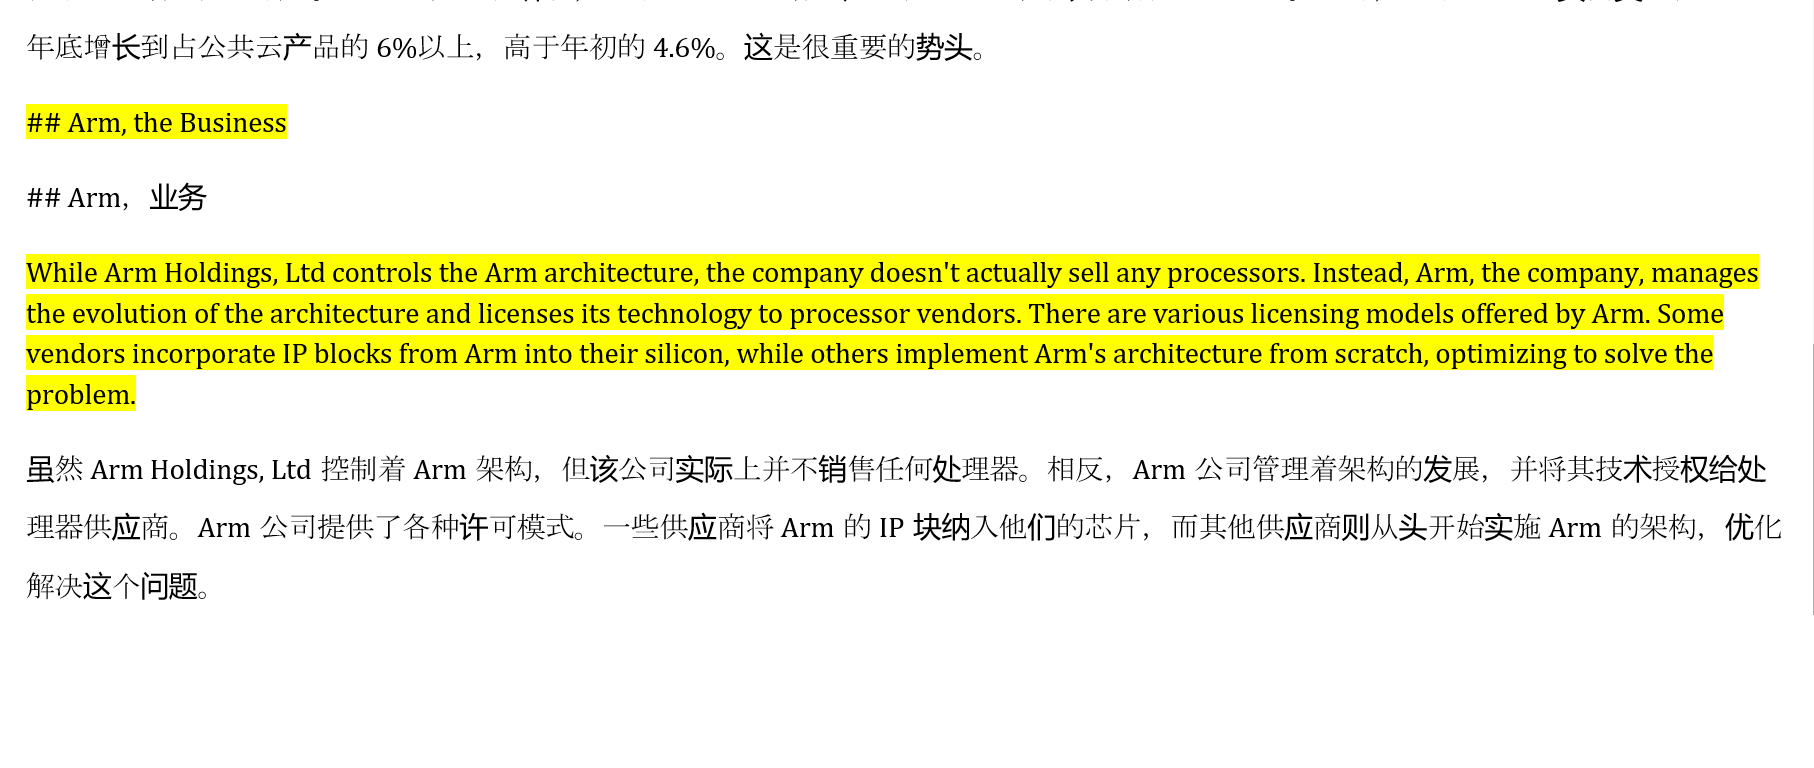 年底增长到占公共云产品的 6%以上，高于年初的 4.6%。这是很重要的势头。
## Arm, the Business
## Arm，业务
While Arm Holdings, Ltd controls the Arm architecture, the company doesn't actually sell any processors. Instead, Arm, the company, manages
the evolution of the architecture and licenses its technology to processor vendors. There are various licensing models offered by Arm. Some
vendors incorporate IP blocks from Arm into their silicon, while others implement Arm's architecture from scratch, optimizing to solve the
problem.
虽然 Arm Holdings, Ltd 控制着 Arm 架构，但该公司实际上并不销售任何处理器。相反，Arm 公司管理着架构的发展，并将其技术授权给处
理器供应商。Arm 公司提供了各种许可模式。一些供应商将 Arm 的 IP 块纳入他们的芯片，而其他供应商则从头开始实施 Arm 的架构，优化
解决这个问题。